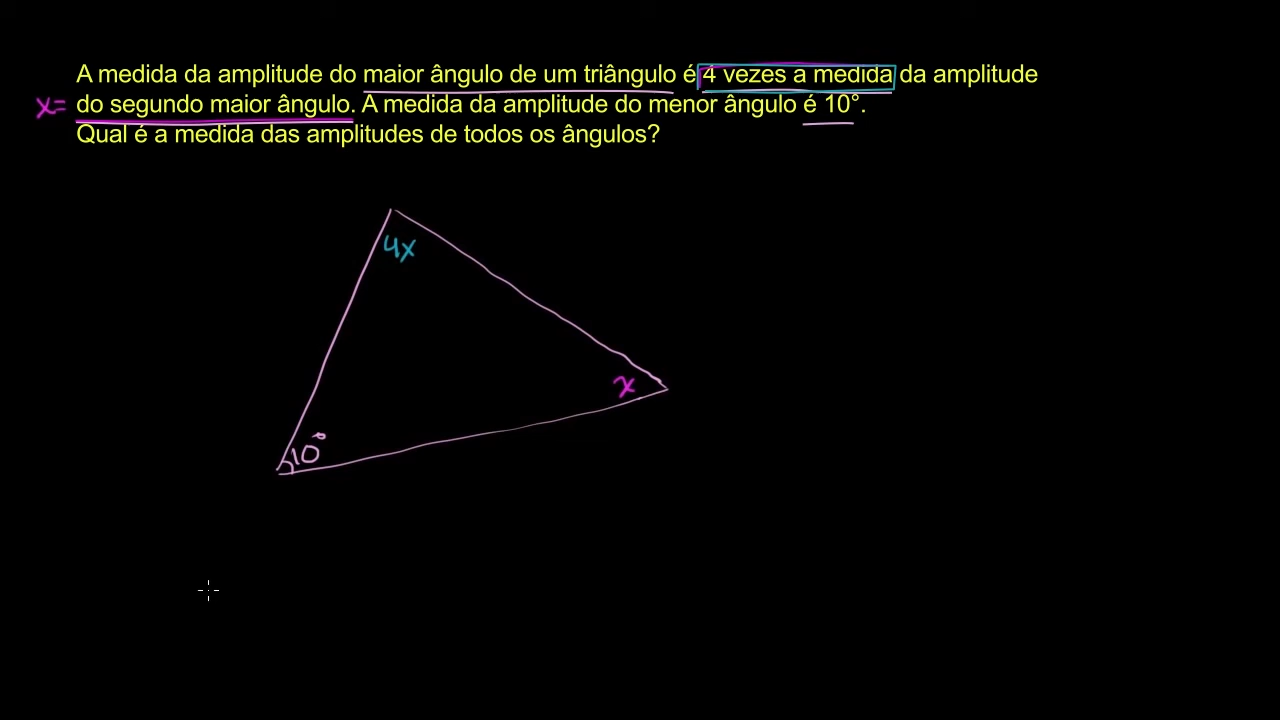 A medida da amplitude do maior ângulo de um triângulo é 4 vezes a medida da amplitude
x= do segundo maior ângulo. A medida da amplitude do menor ângulo é 10°.
Qual é a medida das amplitudes de todos os ângulos?
4x
x
10°